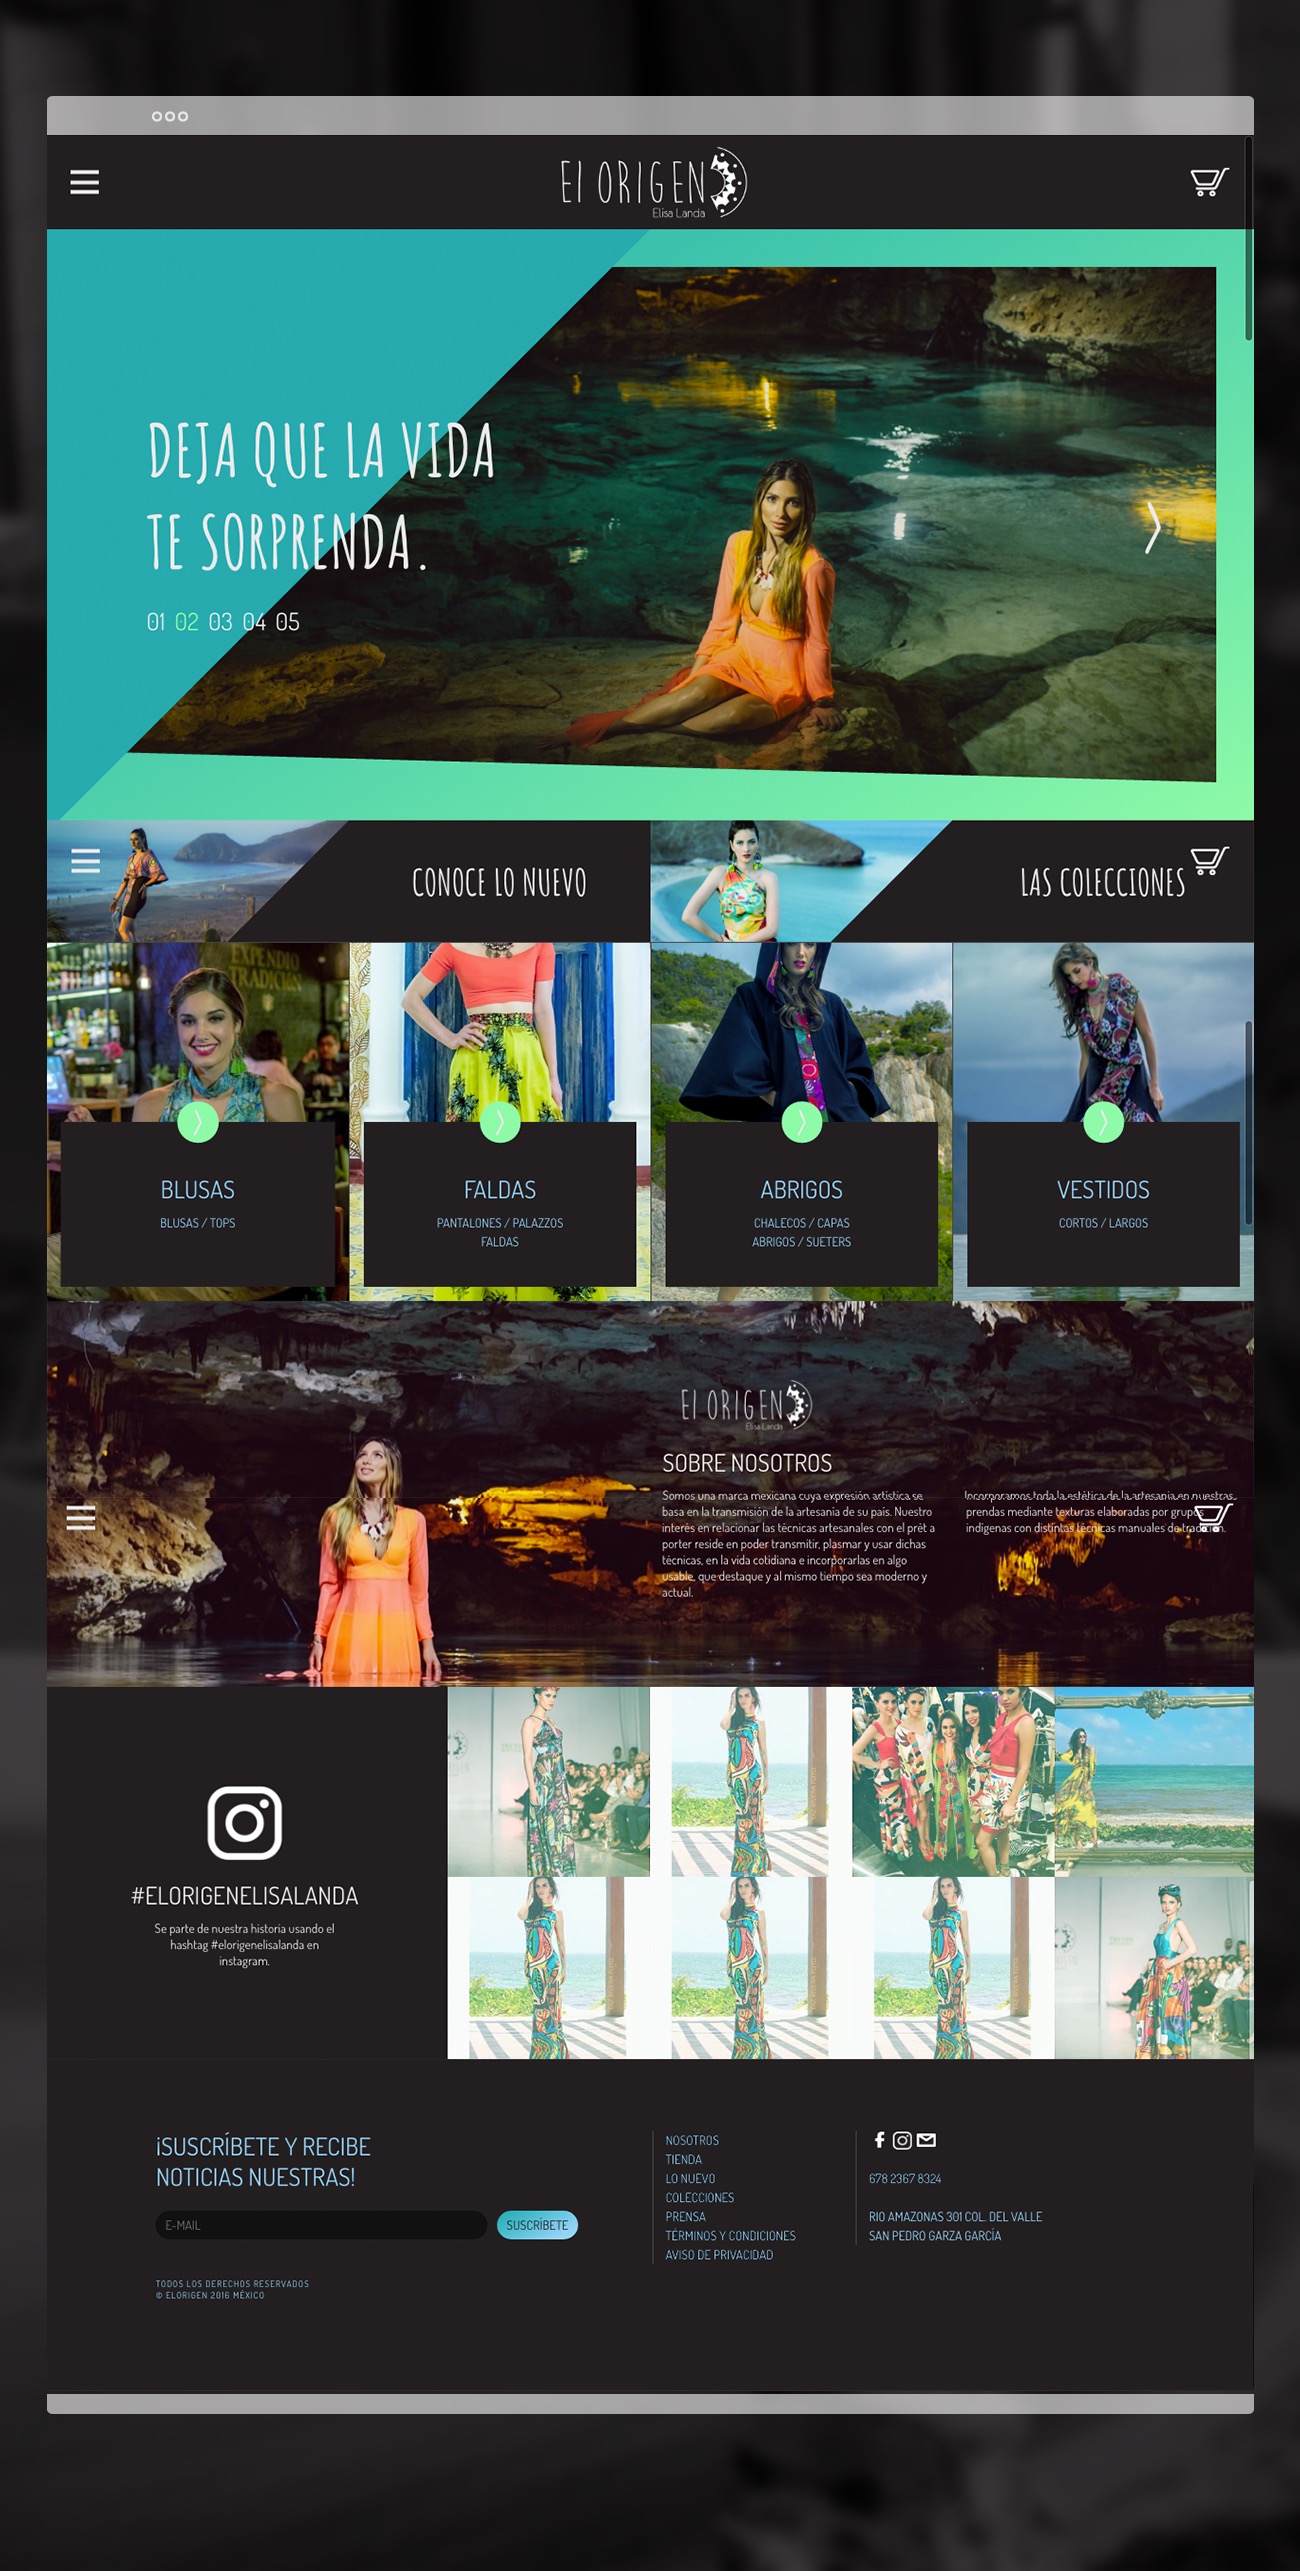 El ORIGEN
Elisa Landa
DEJA QUE LA VIDA
TE SORPRENDA.
01 02 03 04 05
CONOCE LO NUEVO
LAS COLECCIONES
EXPENDIO
TRADICION
BLUSAS
BLUSAS / TOPS
FALDAS
PANTALONES / PALAZZOS
FALDAS
ABRIGOS
CHALECOS / CAPAS
ABRIGOS / SUETERS
VESTIDOS
CORTOS / LARGOS
El ORIGEN
Elisa Landa
SOBRE NOSOTROS
Somos una marca mexicana cuya expresión artística se
basa en la transmisión de la artesanía de su país. Nuestro
interés en relacionar las técnicas artesanales con el prêt a
porter reside en poder transmitir, plasmar y usar dichas
técnicas, en la vida cotidiana e incorporarlas en algo
usable, que destaque y al mismo tiempo sea moderno y
actual.
Incorporamos toda la estética de la artesanía en nuestras
prendas mediante texturas elaboradas por grupos
indígenas con distintas técnicas manuales de tradición.
#ELORIGENELISALANDA
Se parte de nuestra historia usando el
hashtag #elorigenelisalanda en
instagram.
¡SUSCRÍBETE Y RECIBE
NOTICIAS NUESTRAS!
E-MAIL
SUSCRÍBETE
TODOS LOS DERECHOS RESERVADOS
© ELORIGEN 2016 MÉXICO
NOSOTROS
TIENDA
LO NUEVO
COLECCIONES
PRENSA
TÉRMINOS Y CONDICIONES
AVISO DE PRIVACIDAD
678 2367 8324
RIO AMAZONAS 301 COL. DEL VALLE
SAN PEDRO GARZA GARCÍA